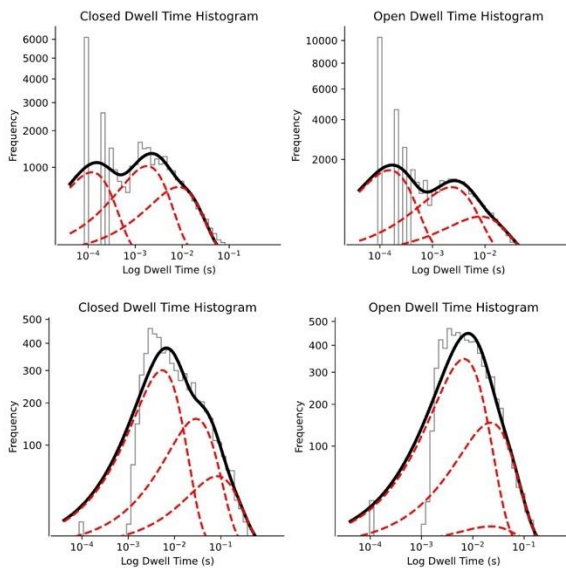 Closed Dwell Time Histogram
Frequency
6000
5000
4000
3000
2000
1000
10⁻⁴ 10⁻³ 10⁻² 10⁻¹
Log Dwell Time (s)
Open Dwell Time Histogram
Frequency
10000
8000
6000
4000
2000
10⁻⁴ 10⁻³ 10⁻² 10⁻¹
Log Dwell Time (s)
Closed Dwell Time Histogram
Frequency
500
400
300
200
100
10⁻⁴ 10⁻³ 10⁻² 10⁻¹
Log Dwell Time (s)
Open Dwell Time Histogram
Frequency
500
400
300
200
100
10⁻⁴ 10⁻³ 10⁻² 10⁻¹
Log Dwell Time (s)